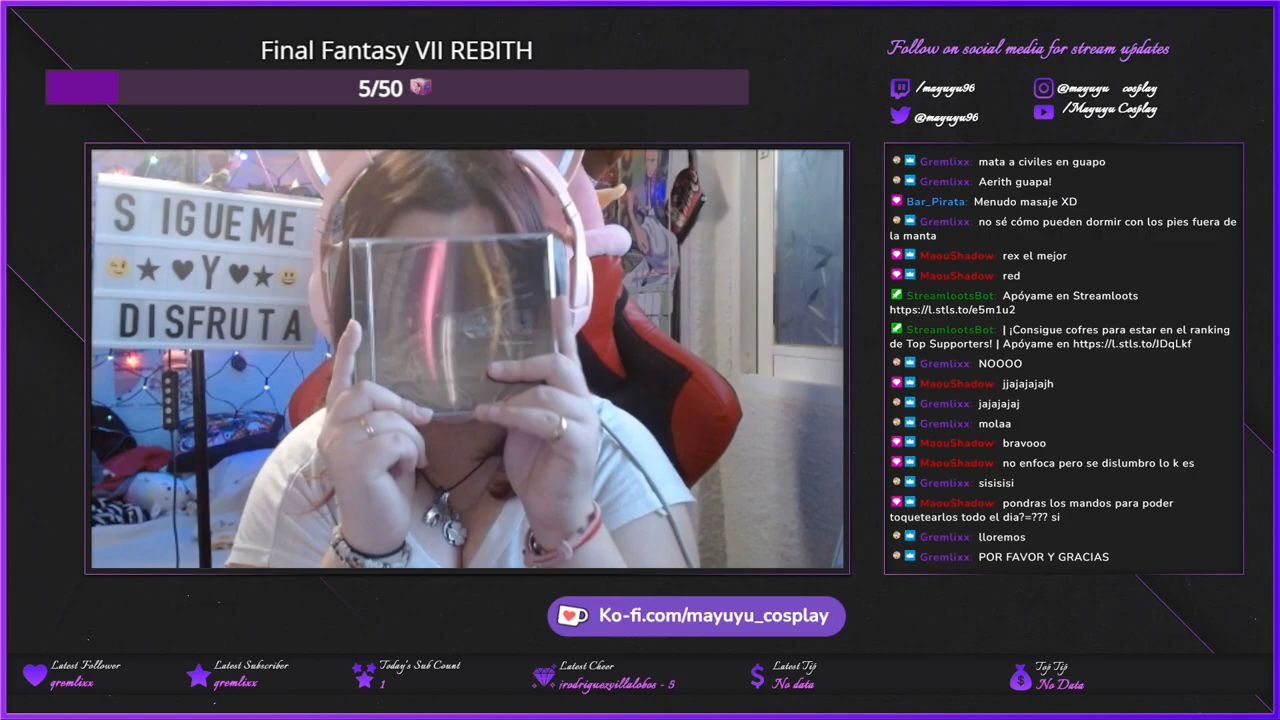 Final Fantasy VII REBITH
5/50
Follow on social media for stream updates
/mayuyu96
@mayuyu cosplay
@mayuyu96
/Mayuyu Cosplay
S IGUEME
Y
DISFRUTA
Gremlixx: mata a civiles en guapo
Gremlixx: Aerith guapa!
Bar_Pirata: Menudo masaje XD
Gremlixx: no sé cómo pueden dormir con los pies fuera de
la manta
MaouShadow: rex el mejor
MaouShadow: red
StreamlootsBot: Apóyame en Streamloots
https://l.stls.to/e5m1u2
StreamlootsBot: | ¡Consigue cofres para estar en el ranking
de Top Supporters! | Apóyame en https://l.stls.to/JDqLkf
Gremlixx: NOOOO
MaouShadow: jjajajajajh
Gremlixx: jajajajaj
Gremlixx: molaa
MaouShadow: bravooo
MaouShadow: no enfoca pero se dislumbro lo k es
Gremlixx: sisisisi
MaouShadow: pondras los mandos para poder
toquetearlos todo el dia?=??? si
Gremlixx: lloremos
Gremlixx: POR FAVOR Y GRACIAS
Ko-fi.com/mayuyu_cosplay
Latest Follower
gremlixx
Latest Subscriber
gremlixx
Today's Sub Count
1
Latest Cheer
jrodriguezvillalobos - 5
Latest Tip
No data
Top Tip
No Data